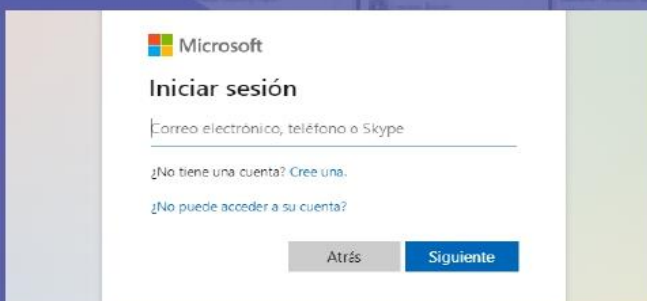 Microsoft
Iniciar sesión
Correo electrónico, teléfono o Skype
¿No tiene una cuenta? Cree una.
¿No puede acceder a su cuenta?
Atrás Siguiente